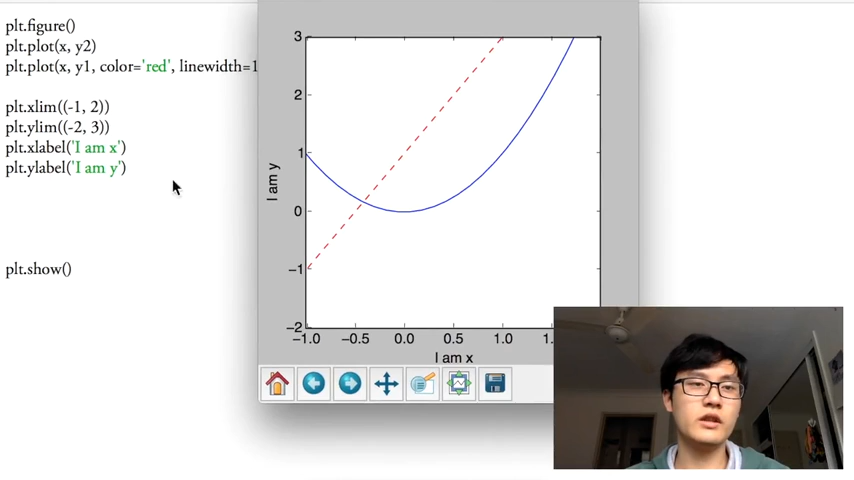 plt.figure()
plt.plot(x, y2)
plt.plot(x, y1, color='red', linewidth=1
plt.xlim((-1, 2))
plt.ylim((-2, 3))
plt.xlabel('I am x')
plt.ylabel('I am y')
plt.show()
3
2
1
0
−1
−2
I am y
−1.0 −0.5 0.0 0.5 1.0 1.
I am x